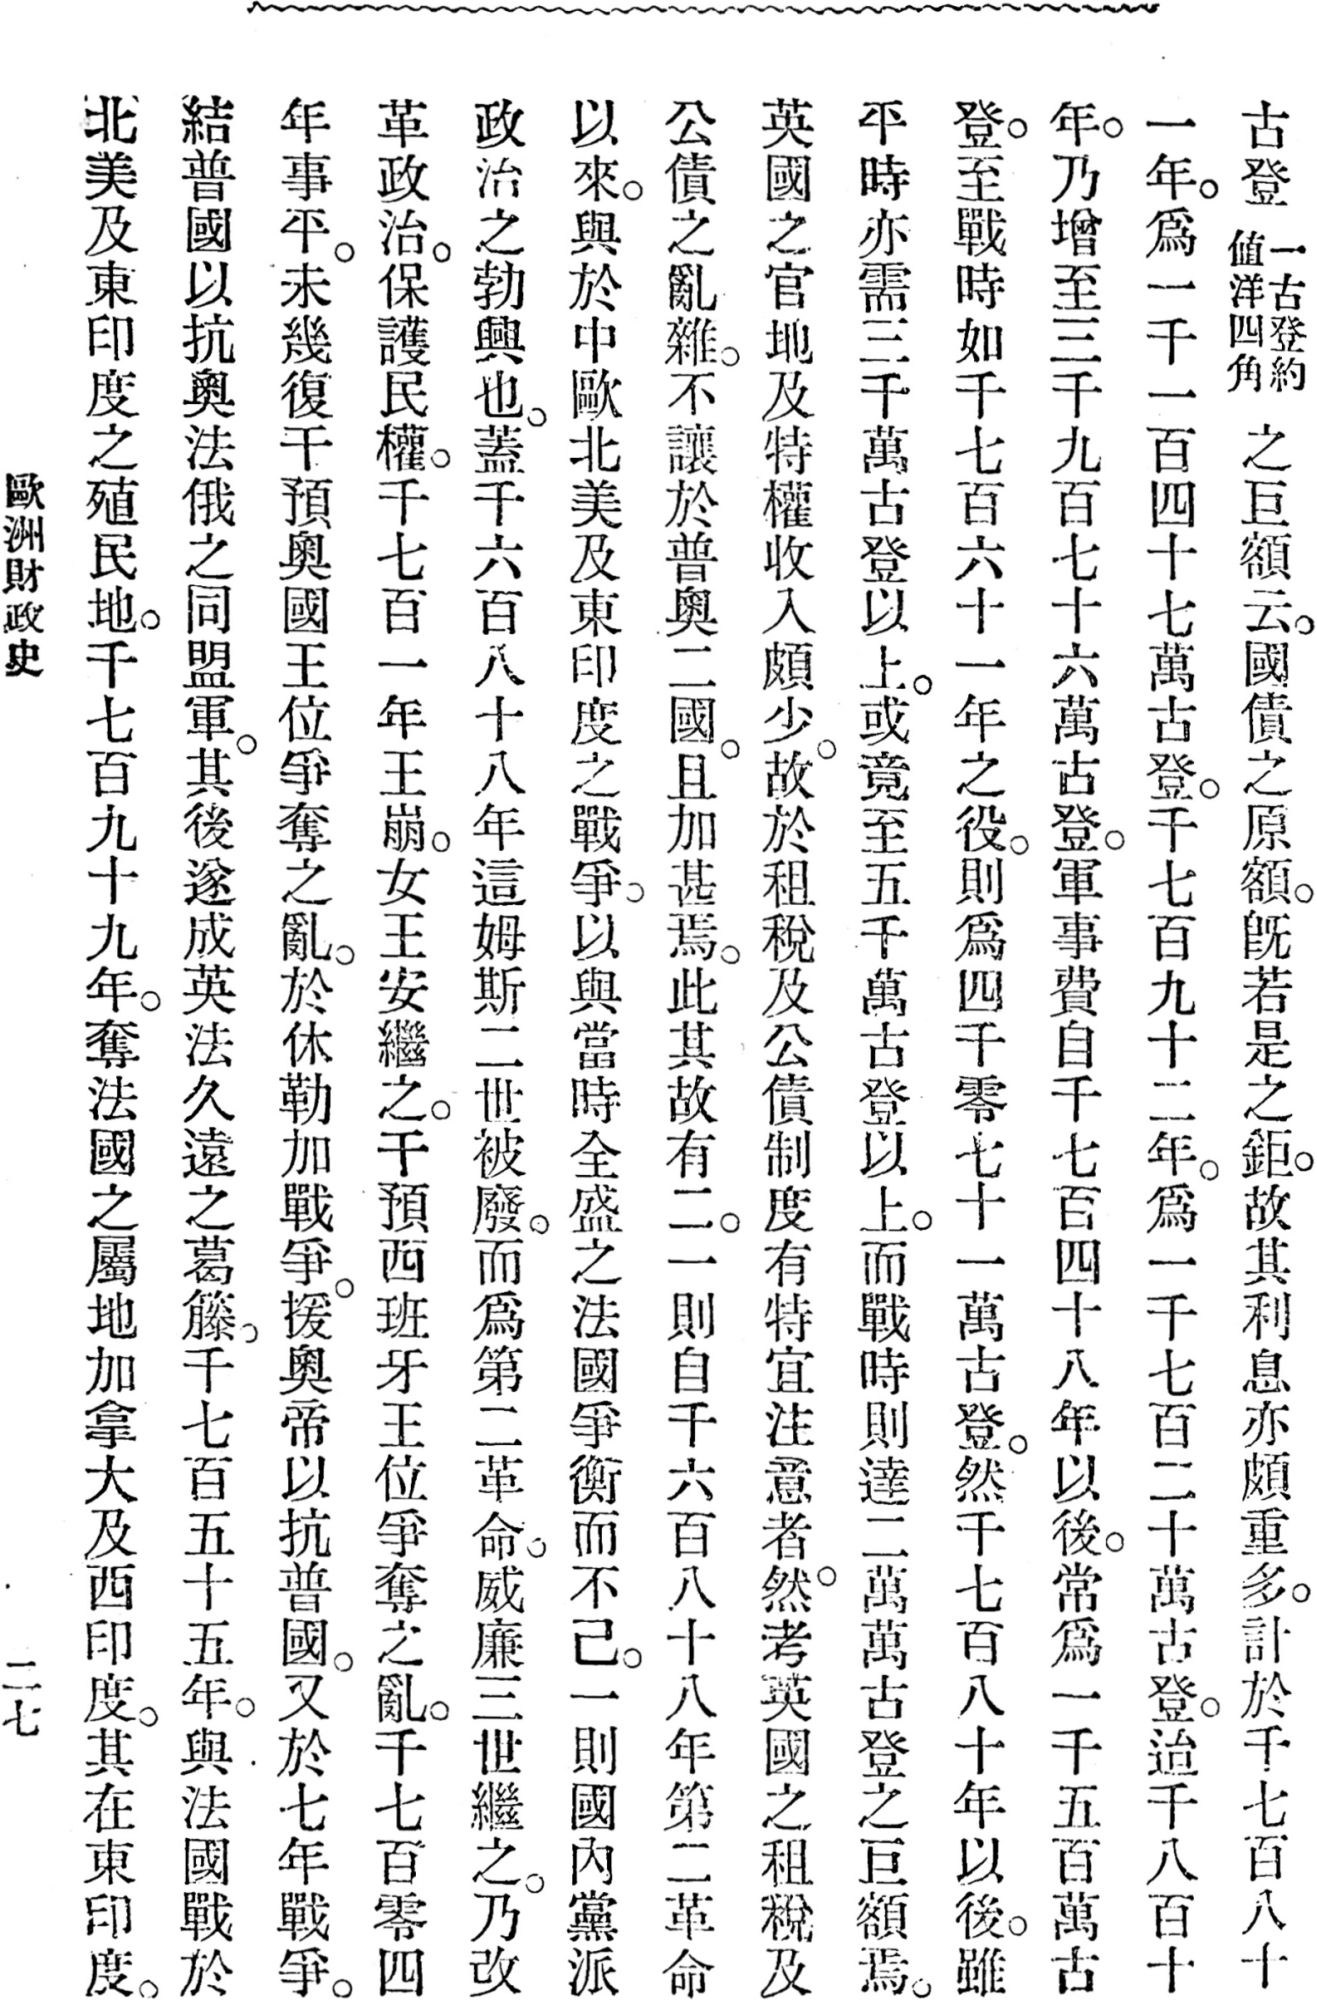 古登一古登約値洋四角之巨額云。國債之原額。旣若是之鉅。故其利息亦頗重多。計於千七百八十
一年。爲一千一百四十七萬古登。千七百九十二年。爲一千七百二十萬古登。迨千八百十
年。乃增至三千九百七十六萬古登。軍事費自千七百四十八年以後。常爲一千五百萬古
登。至戰時如千七百六十一年之役。則爲四千零七十一萬古登。然千七百八十年以後。雖
平時亦需三千萬古登以上。或竟至五千萬古登以上。而戰時則達二萬萬古登之巨額焉。
英國之官地及特權收入頗少。故於租稅及公債制度有特宜注意者。然考英國之租稅及
公債之亂雜。不讓於普奧二國。且加甚焉。此其故有二。一則自千六百八十八年第二革命
以來。與於中歐北美及東印度之戰爭。以與當時全盛之法國爭衡而不已。一則國內黨派
政治之勃興也。蓋千六百八十八年這姆斯二世被廢。而爲第二革命。威廉三世繼之。乃改
革政治。保護民權。千七百一年王崩。女王安繼之。干預西班牙王位爭奪之亂。千七百零四
年事平。未幾復干預奧國王位爭奪之亂。於休勒加戰爭。援奧帝以抗普國。又於七年戰爭。
結普國以抗奧法俄之同盟軍。其後遂成英法久遠之葛籐。千七百五十五年。與法國戰於
北美及東印度之殖民地。千七百九十九年。奪法國之屬地加拿大及西印度。其在東印度。
歐洲財政史
二七